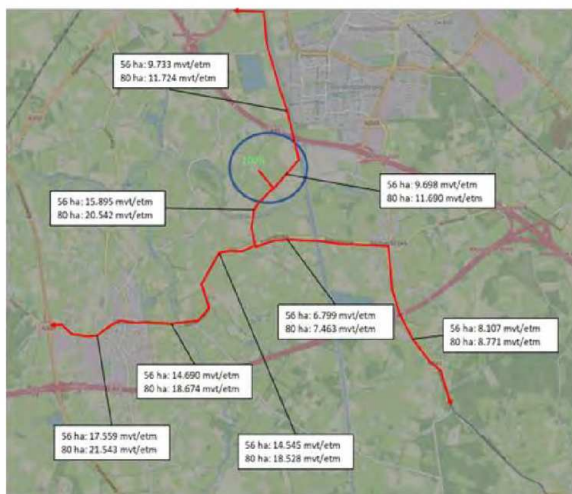 56 ha: 9.733 mvt/etm
80 ha: 11.724 mvt/etm
56 ha: 15.895 mvt/etm
80 ha: 20.542 mvt/etm
56 ha: 9.698 mvt/etm
80 ha: 11.690 mvt/etm
56 ha: 6.799 mvt/etm
80 ha: 7.463 mvt/etm
56 ha: 8.107 mvt/etm
80 ha: 8.771 mvt/etm
56 ha: 14.690 mvt/etm
80 ha: 18.674 mvt/etm
56 ha: 17.559 mvt/etm
80 ha: 21.543 mvt/etm
56 ha: 14.545 mvt/etm
80 ha: 18.528 mvt/etm